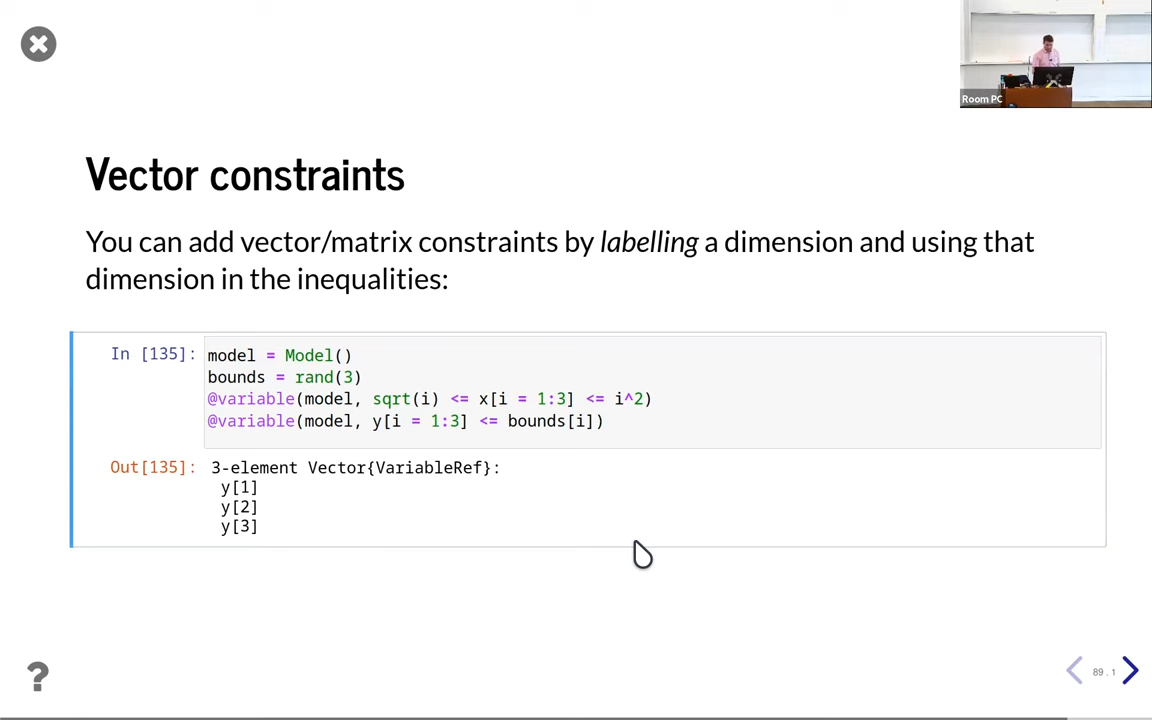 Room PC
Vector constraints
You can add vector/matrix constraints by labelling a dimension and using that
dimension in the inequalities:
In [135]: model = Model()
bounds = rand(3)
@variable(model, sqrt(i) <= x[i = 1:3] <= i^2)
@variable(model, y[i = 1:3] <= bounds[i])
Out[135]: 3-element Vector{VariableRef}:
y[1]
y[2]
y[3]
?
89 . 1